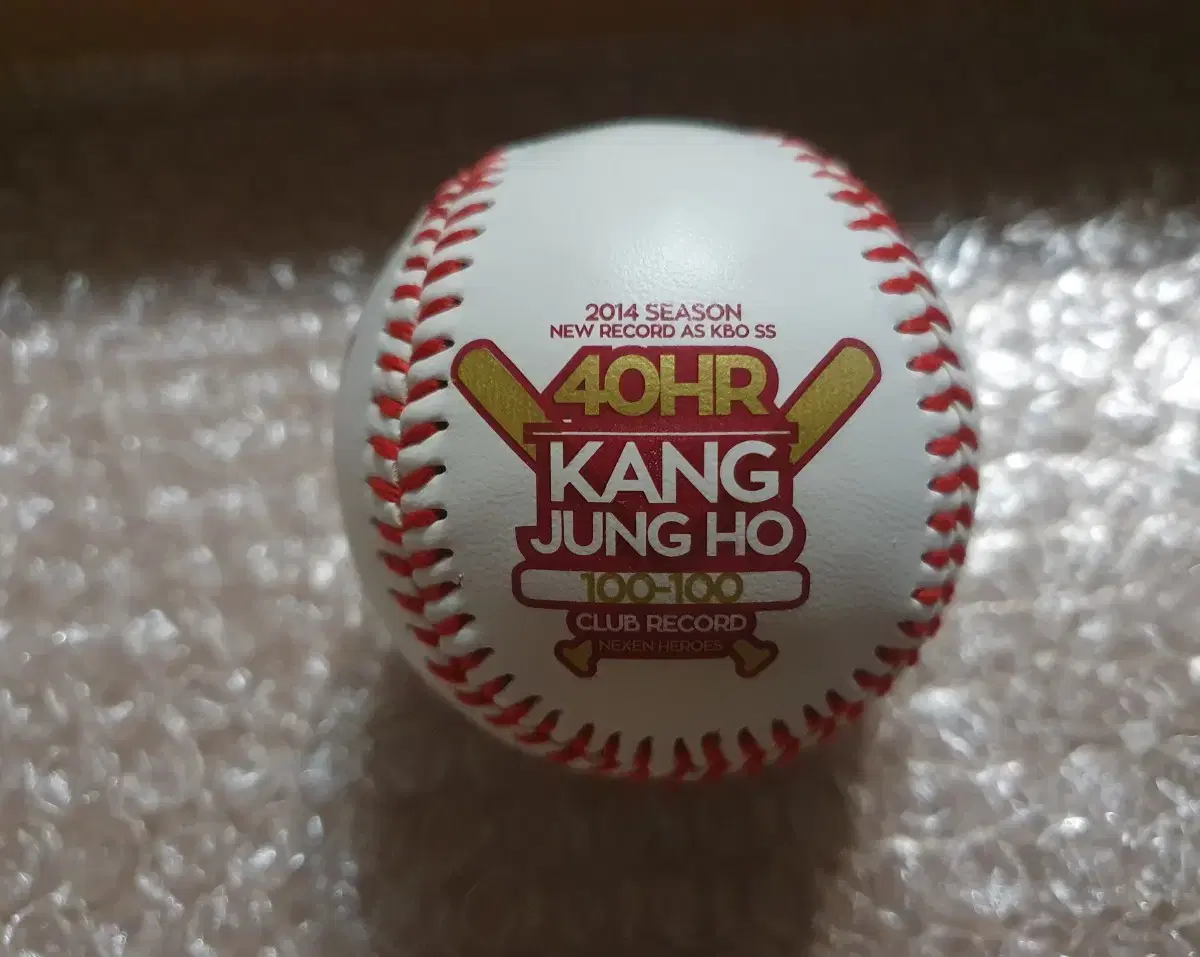 2014 SEASON
NEW RECORD AS KBO SS
40HR
KANG
JUNG HO
100-100
CLUB RECORD
NEXEN HEROES